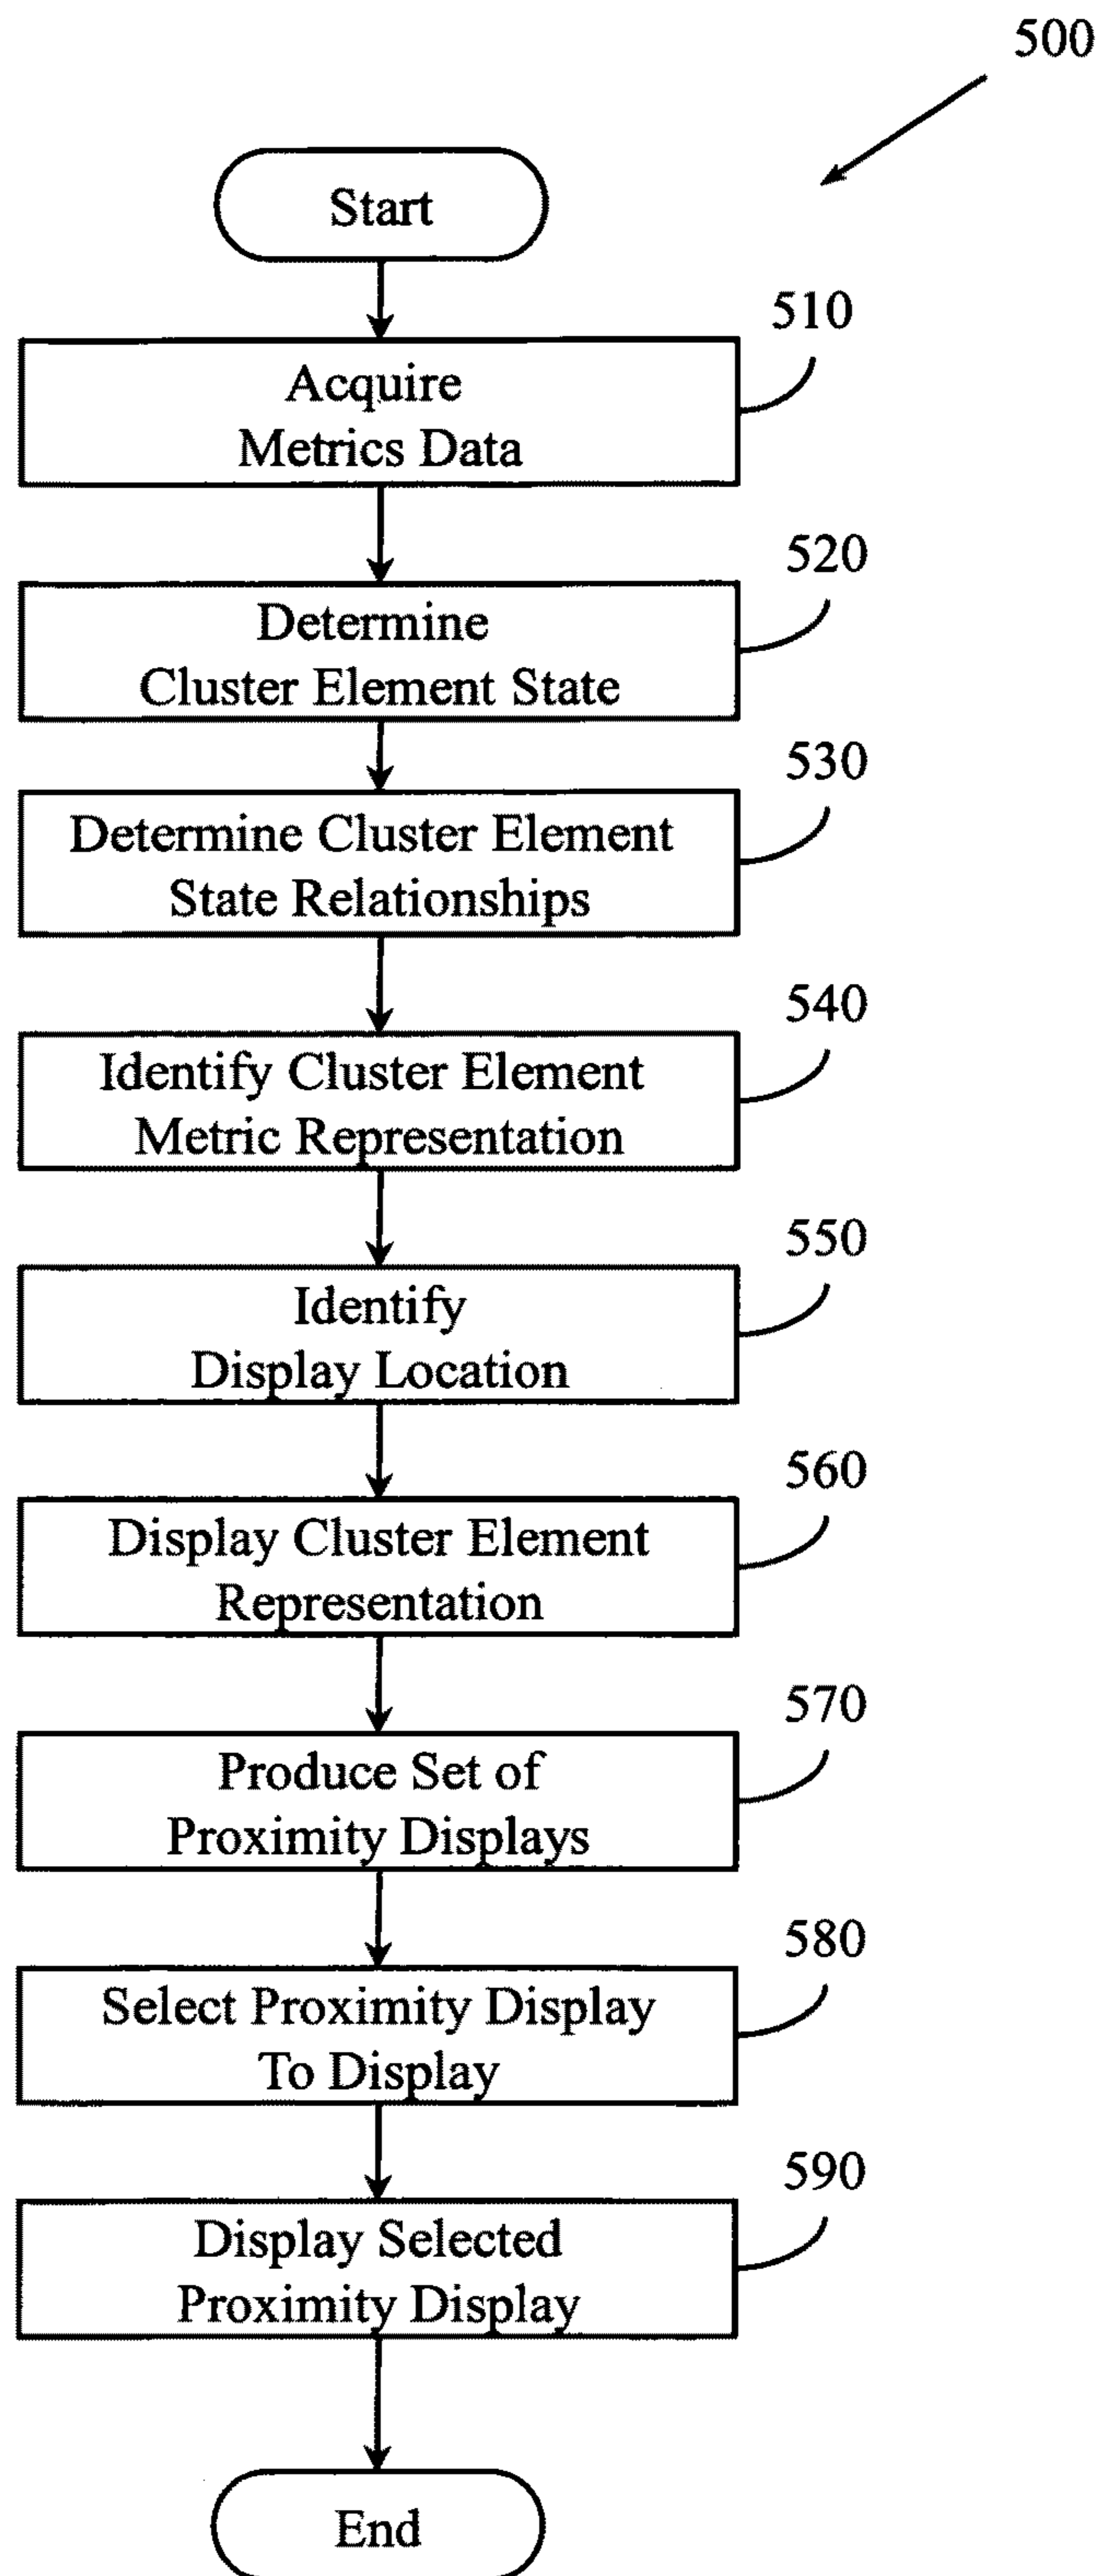 500
Start
510
Acquire
Metrics Data
520
Determine
Cluster Element State
530
Determine Cluster Element
State Relationships
540
Identify Cluster Element
Metric Representation
550
Identify
Display Location
560
Display Cluster Element
Representation
570
Produce Set of
Proximity Displays
580
Select Proximity Display
To Display
590
Display Selected
Proximity Display
End